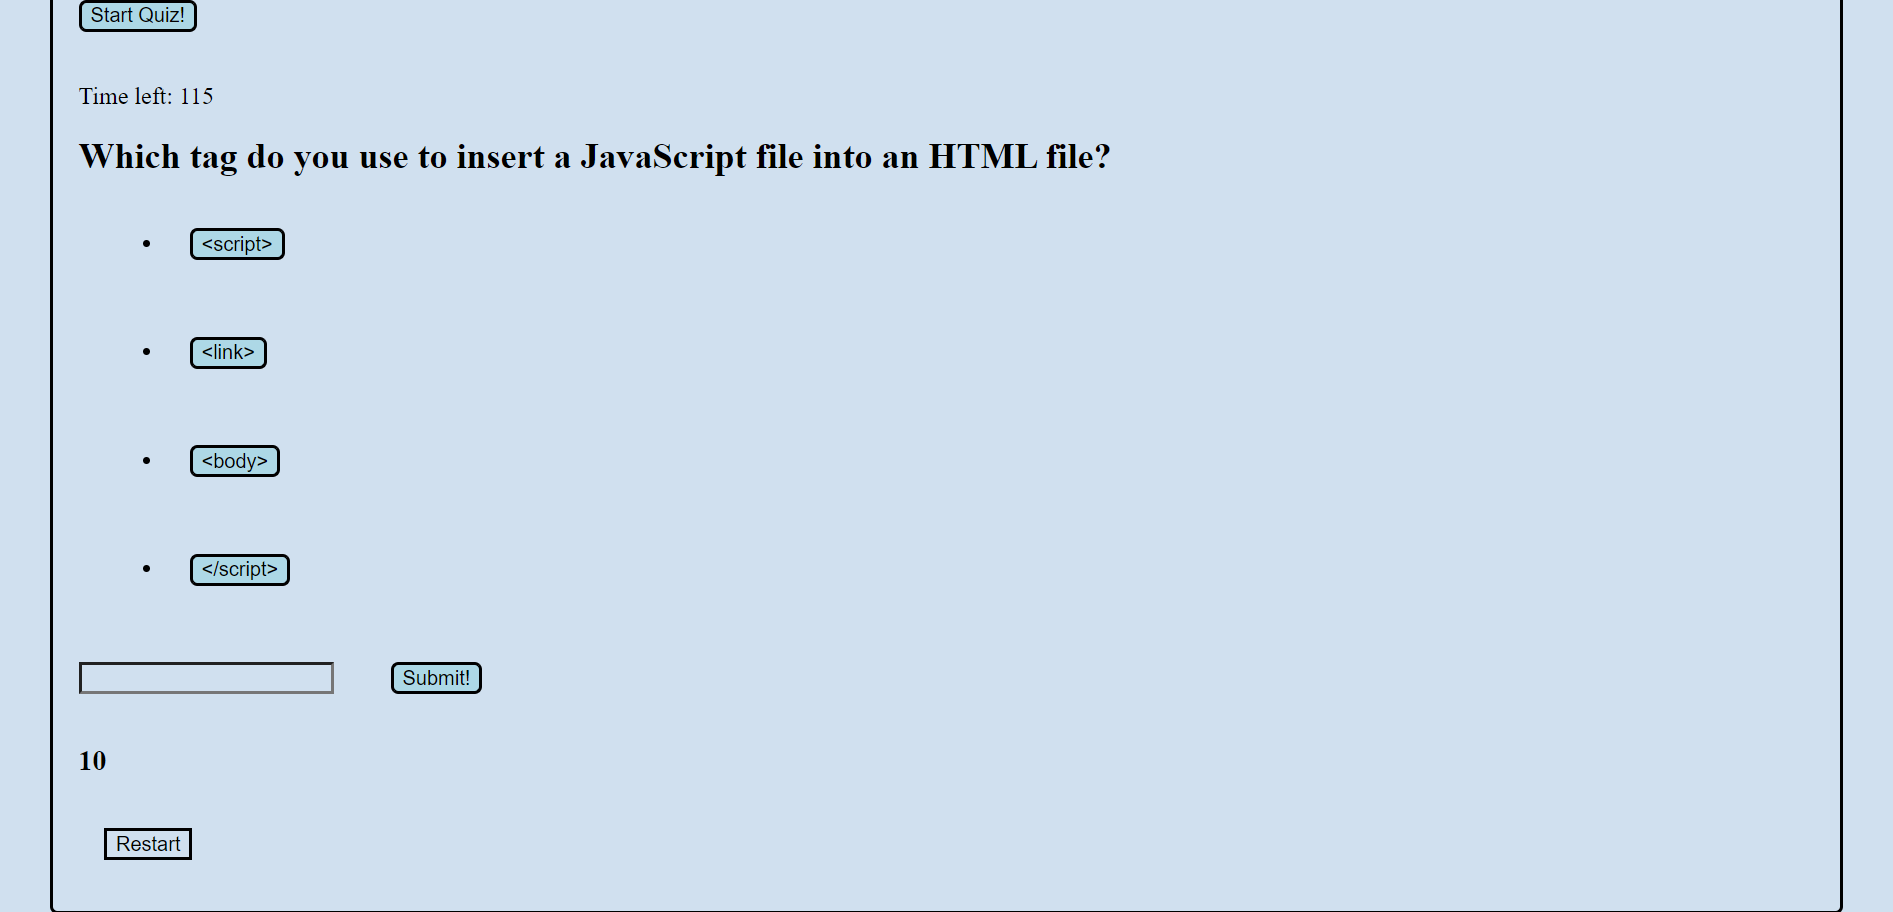 Start Quiz!
Time left: 115
Which tag do you use to insert a JavaScript file into an HTML file?
<script>
<link>
<body>
</script>
Submit!
10
Restart